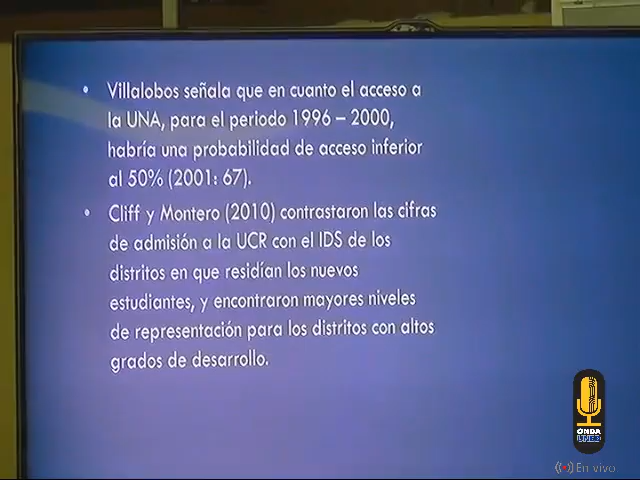 • Villalobos señala que en cuanto el acceso a
la UNA, para el periodo 1996 – 2000,
habría una probabilidad de acceso inferior
al 50% (2001: 67).
• Cliff y Montero (2010) contrastaron las cifras
de admisión a la UCR con el IDS de los
distritos en que residían los nuevos
estudiantes, y encontraron mayores niveles
de representación para los distritos con altos
grados de desarrollo.
ONDA
UNED
En vivo